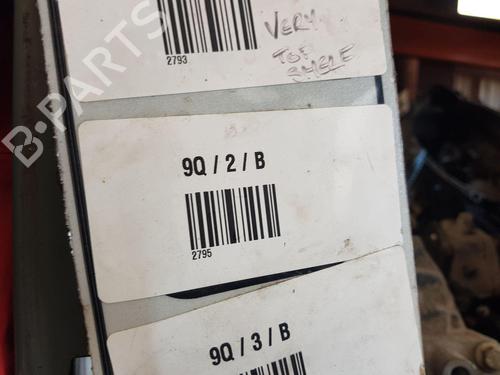 2793
VERY
TOP
SHELF
B-PARTS
9Q / 2 / B
2795
9Q / 3 / B